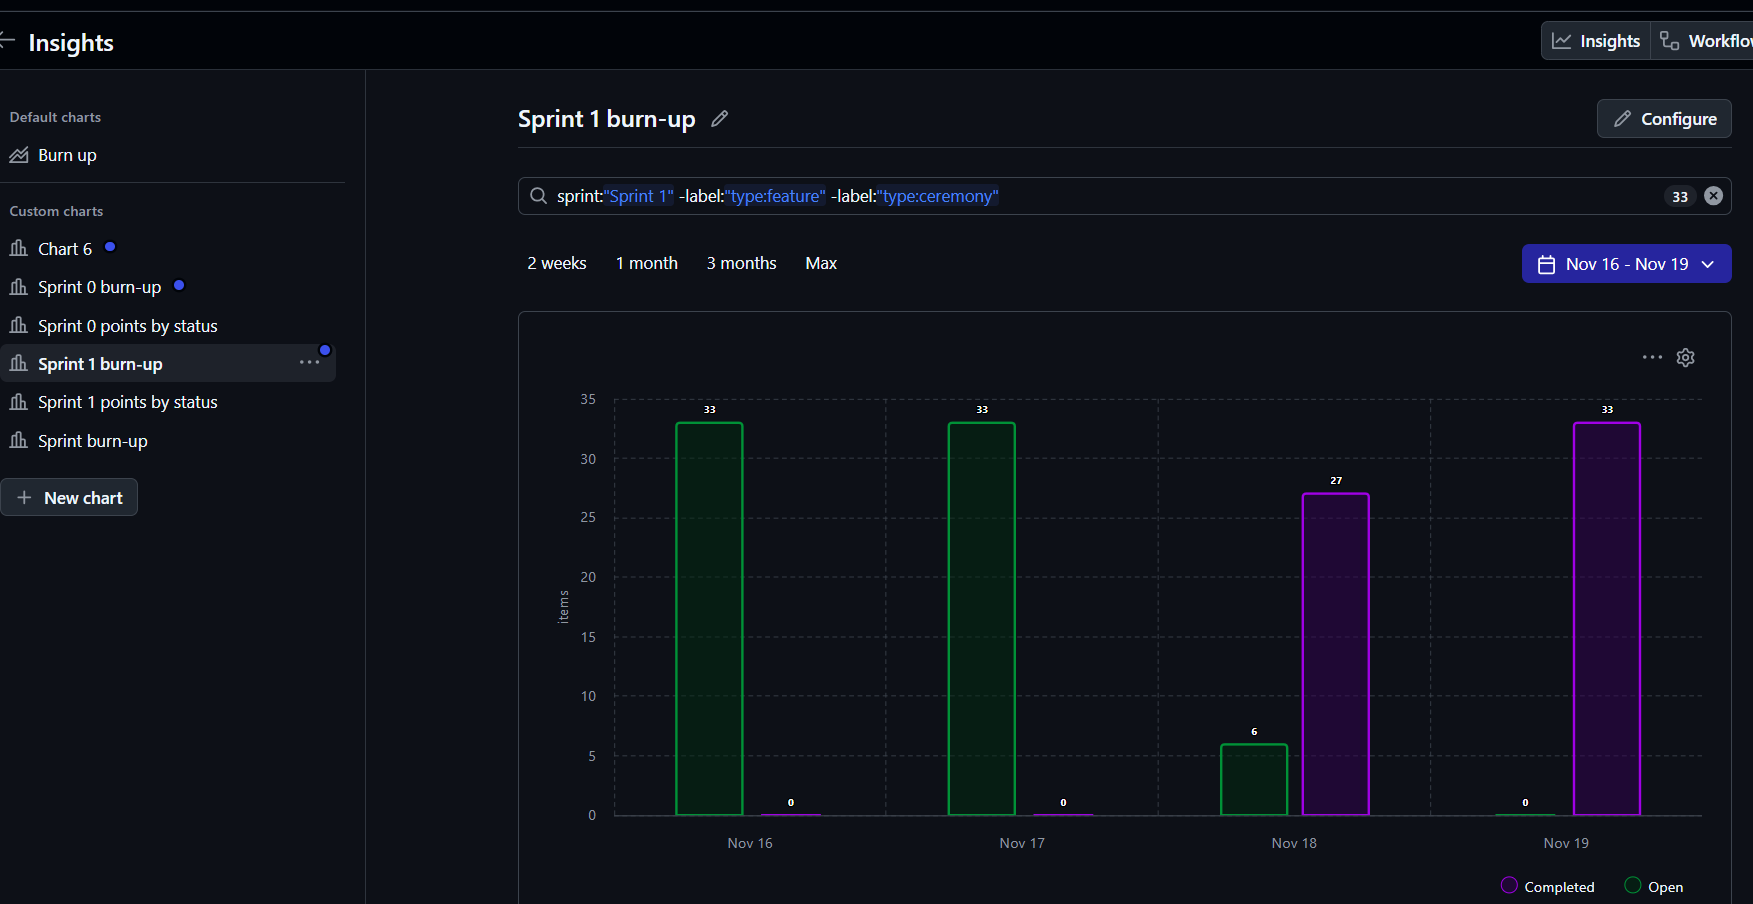 Insights
Insights
Workflo
Default charts
Burn up
Custom charts
Chart 6
Sprint 0 burn-up
Sprint 0 points by status
Sprint 1 burn-up
Sprint 1 points by status
Sprint burn-up
New chart
Sprint 1 burn-up
Configure
sprint:"Sprint 1" -label:"type:feature" -label:"type:ceremony"
33
2 weeks 1 month 3 months Max
Nov 16 - Nov 19
35
30
25
20
15
10
5
0
items
33
0
33
0
6
27
0
33
Nov 16 Nov 17 Nov 18 Nov 19
Completed Open